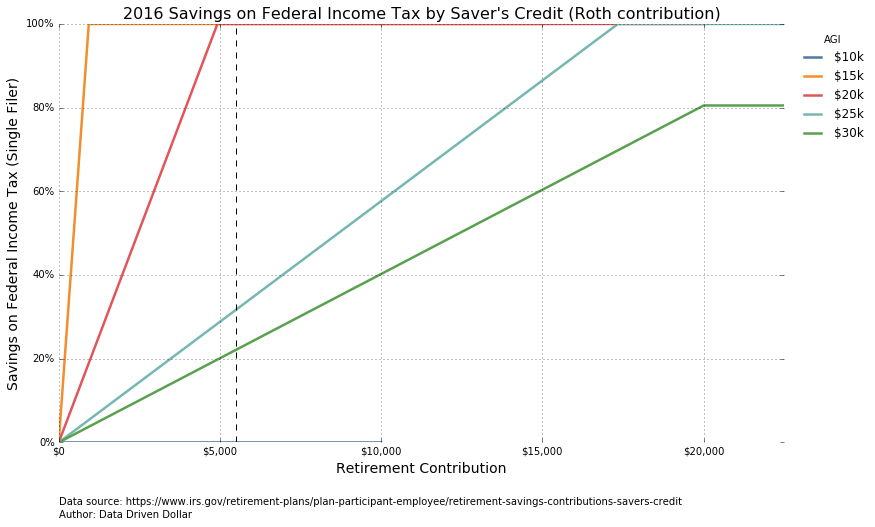 2016 Savings on Federal Income Tax by Saver's Credit (Roth contribution)
AGI
$10k
$15k
$20k
$25k
$30k
Savings on Federal Income Tax (Single Filer)
100%
80%
60%
40%
20%
0%
$0
$5,000
$10,000
$15,000
$20,000
Retirement Contribution
Data source: https://www.irs.gov/retirement-plans/plan-participant-employee/retirement-savings-contributions-savers-credit
Author: Data Driven Dollar